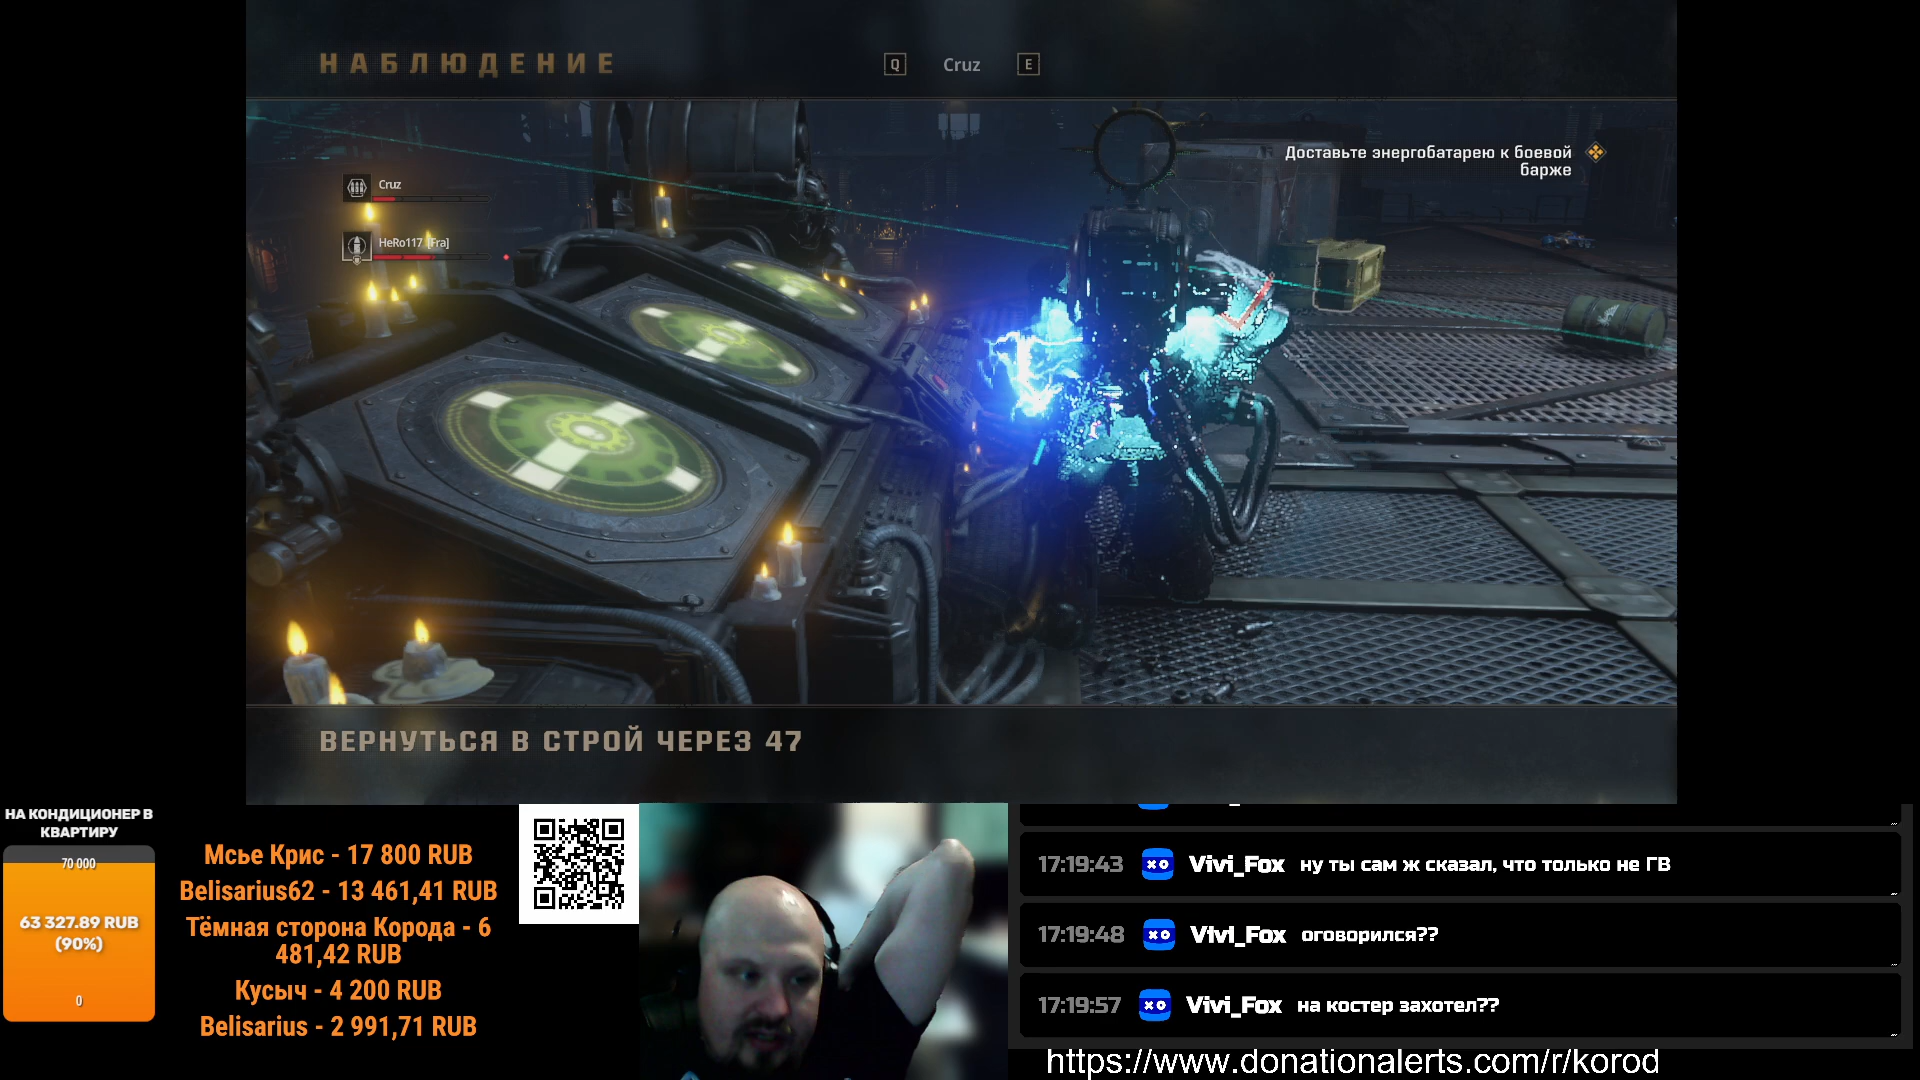 НАБЛЮДЕНИЕ
Q Cruz E
Доставьте энергобатарею к боевой
барже
Cruz
HeRo117 [Fra]
ВЕРНУТЬСЯ В СТРОЙ ЧЕРЕЗ 47
НА КОНДИЦИОНЕР В
КВАРТИРУ
70 000
63 327.89 RUB
(90%)
0
Мсье Крис - 17 800 RUB
Belisarius62 - 13 461,41 RUB
Тёмная сторона Корода - 6
481,42 RUB
Кусыч - 4 200 RUB
Belisarius - 2 991,71 RUB
17:19:43 Vivi_Fox ну ты сам ж сказал, что только не ГВ
17:19:48 Vivi_Fox оговорился??
17:19:57 Vivi_Fox на костер захотел??
https://www.donationalerts.com/r/korod